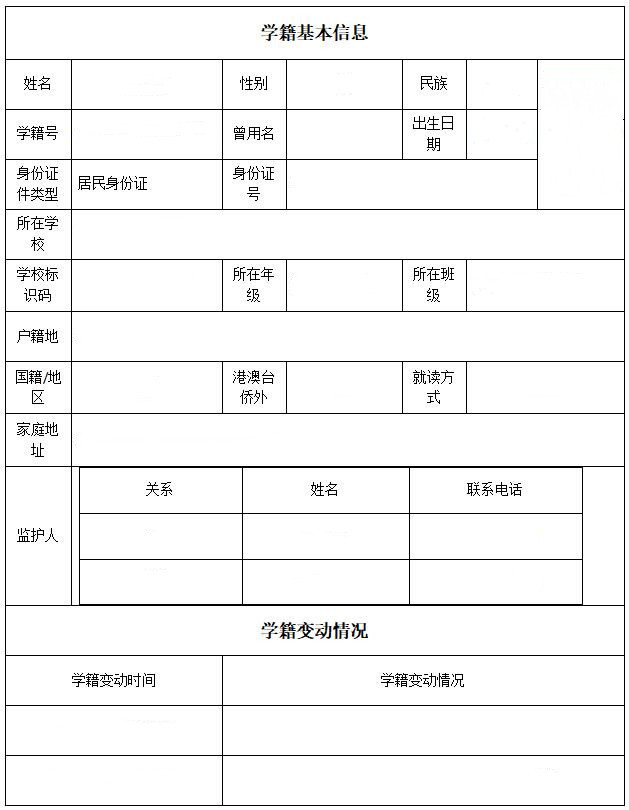 学籍基本信息
姓名 性别 民族
学籍号 曾用名 出生日
期
身份证
件类型 居民身份证 身份证
号
所在学
校
学校标
识码 所在年
级 所在班
级
户籍地
国籍/地
区 港澳台
侨外 就读方
式
家庭地
址
监护人
关系 姓名 联系电话
学籍变动情况
学籍变动时间 学籍变动情况